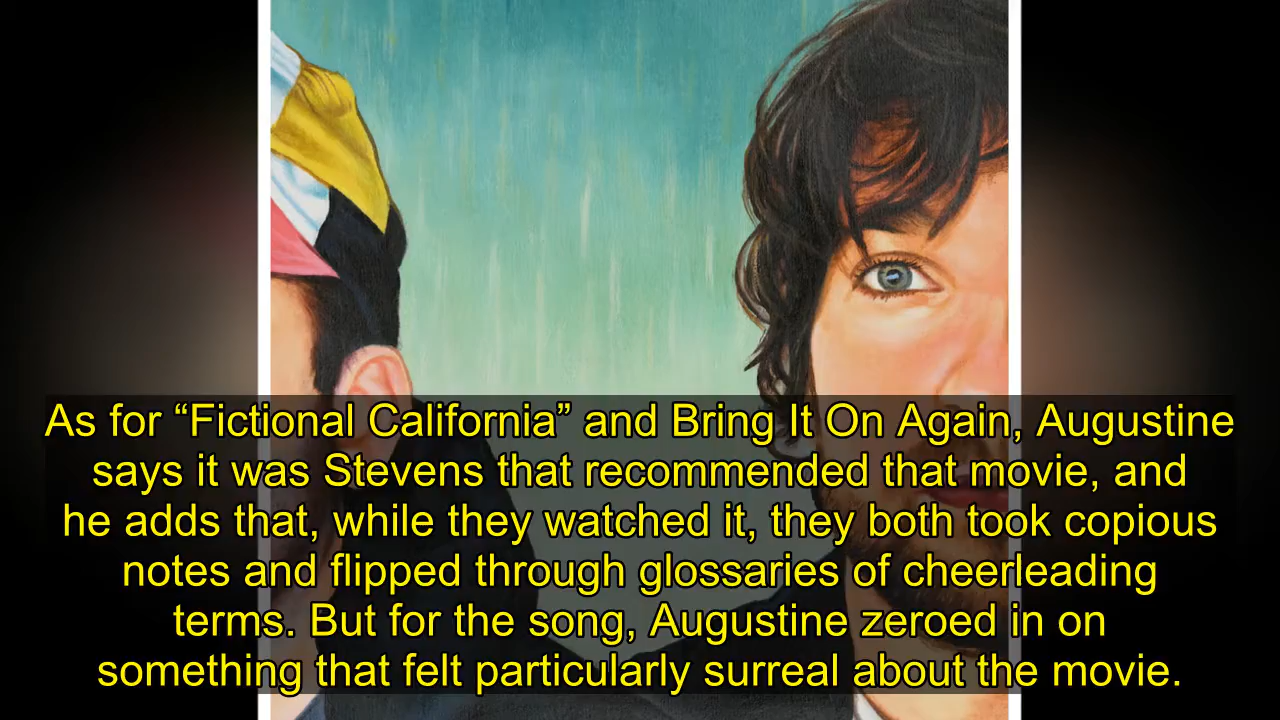 As for “Fictional California” and Bring It On Again, Augustine
says it was Stevens that recommended that movie, and
he adds that, while they watched it, they both took copious
notes and flipped through glossaries of cheerleading
terms. But for the song, Augustine zeroed in on
something that felt particularly surreal about the movie.